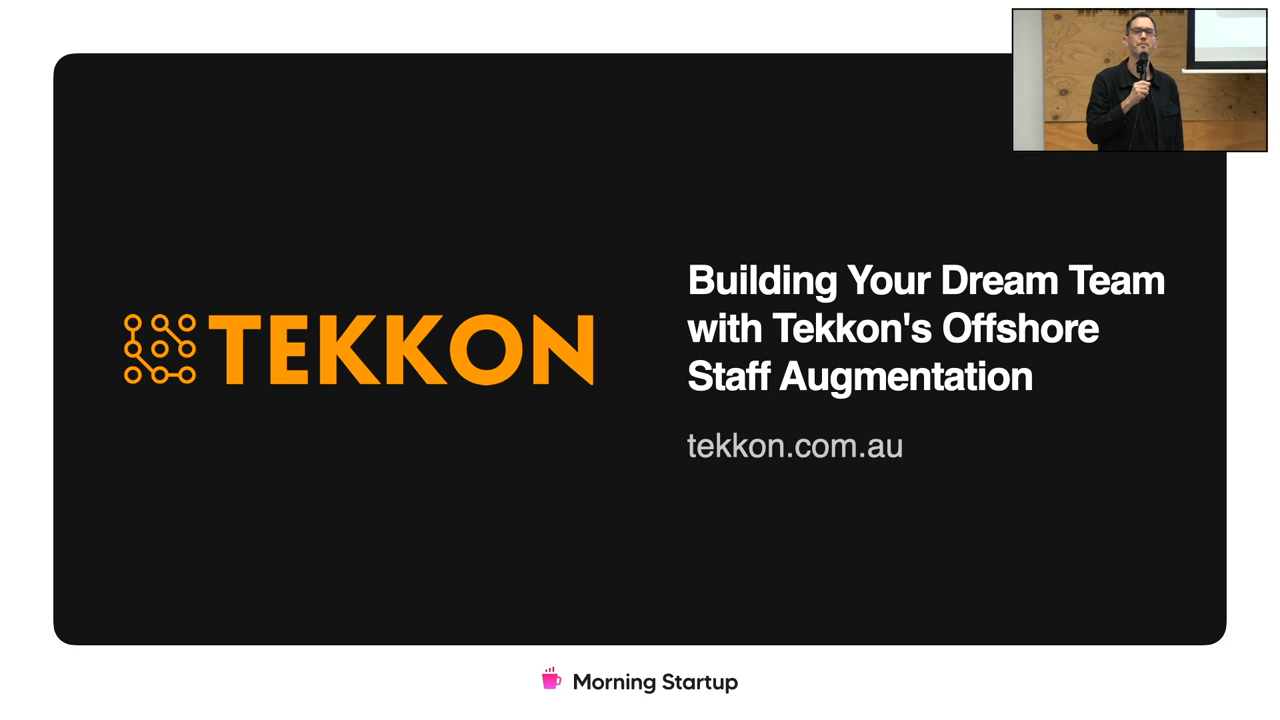 TEKKON
Building Your Dream Team
with Tekkon's Offshore
Staff Augmentation
tekkon.com.au
Morning Startup